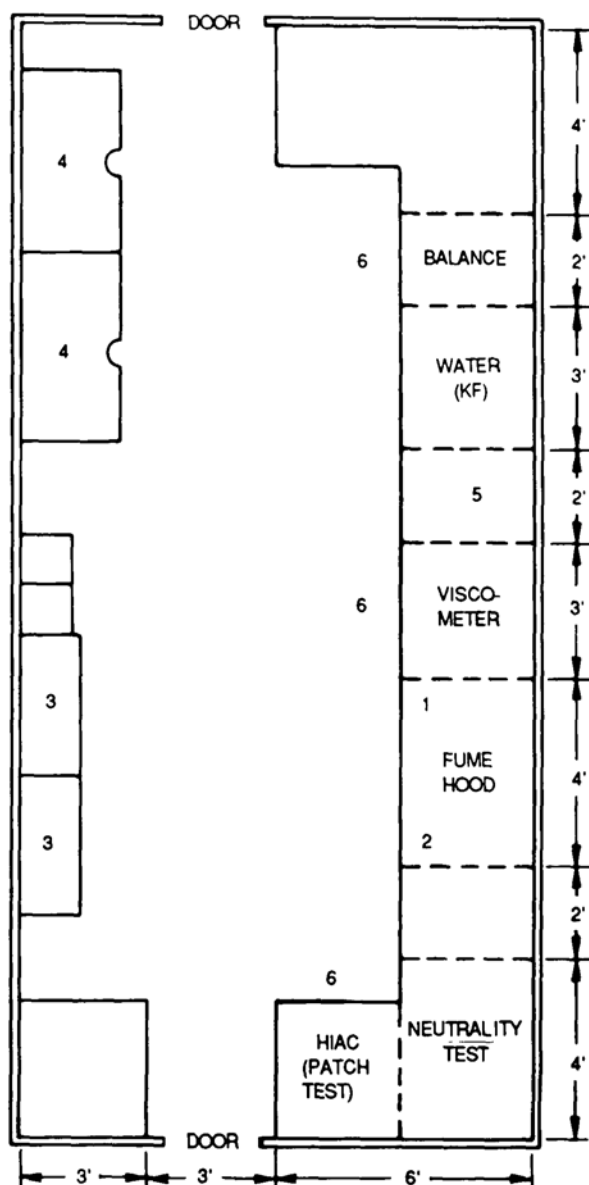 DOOR
4'
4
6
BALANCE
2'
4
WATER
(KF)
3'
5
2'
6
VISCO-
METER
3'
3
1
FUME
HOOD
4'
3
2
2'
6
HIAC
(PATCH
TEST)
NEUTRALITY
TEST
4'
DOOR
3'
3'
6'